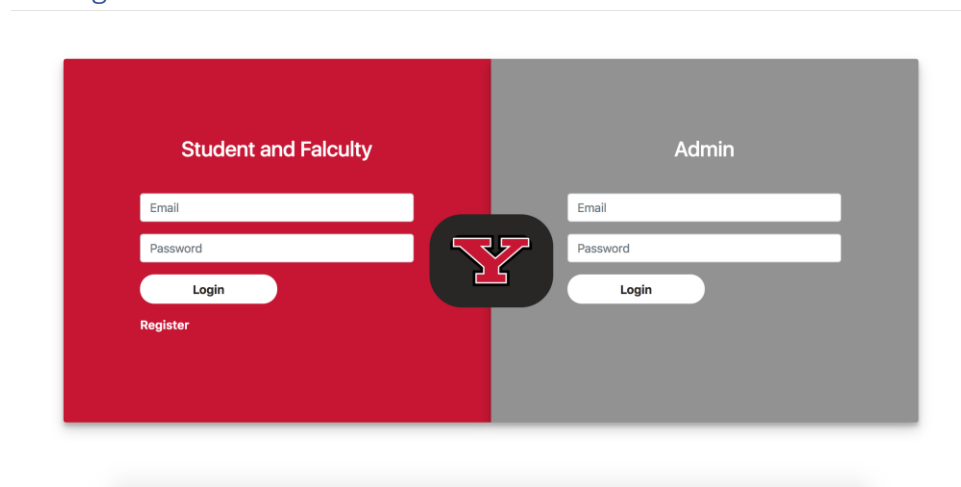 Student and Falculty
Email
Password
Login
Register
Y
Admin
Email
Password
Login